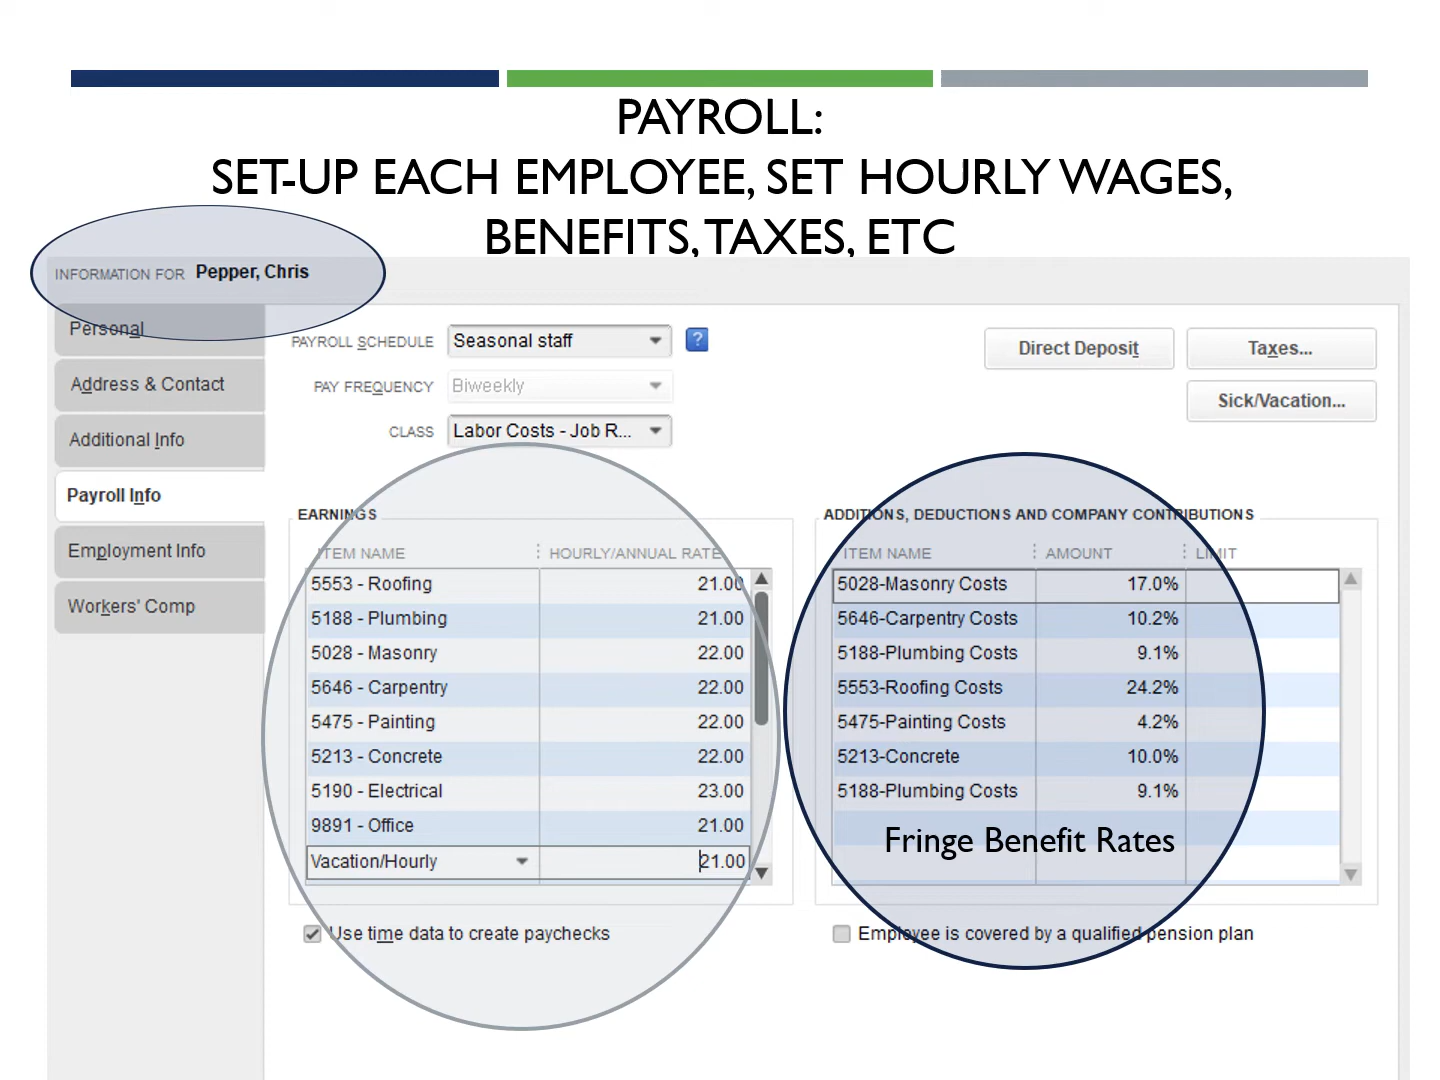 PAYROLL:
SET-UP EACH EMPLOYEE, SET HOURLY WAGES,
BENEFITS, TAXES, ETC
INFORMATION FOR Pepper, Chris
Personal
Address & Contact
Additional Info
Payroll Info
Employment Info
Workers' Comp
PAYROLL SCHEDULE Seasonal staff ?
PAY FREQUENCY Biweekly
CLASS Labor Costs - Job R...
Direct Deposit Taxes...
Sick/Vacation...
EARNINGS
ITEM NAME HOURLY/ANNUAL RATE
5553 - Roofing 21.00
5188 - Plumbing 21.00
5028 - Masonry 22.00
5646 - Carpentry 22.00
5475 - Painting 22.00
5213 - Concrete 22.00
5190 - Electrical 23.00
9891 - Office 21.00
Vacation/Hourly 21.00
Use time data to create paychecks
ADDITIONS, DEDUCTIONS AND COMPANY CONTRIBUTIONS
ITEM NAME AMOUNT LIMIT
5028-Masonry Costs 17.0%
5646-Carpentry Costs 10.2%
5188-Plumbing Costs 9.1%
5553-Roofing Costs 24.2%
5475-Painting Costs 4.2%
5213-Concrete 10.0%
5188-Plumbing Costs 9.1%
Fringe Benefit Rates
Employee is covered by a qualified pension plan